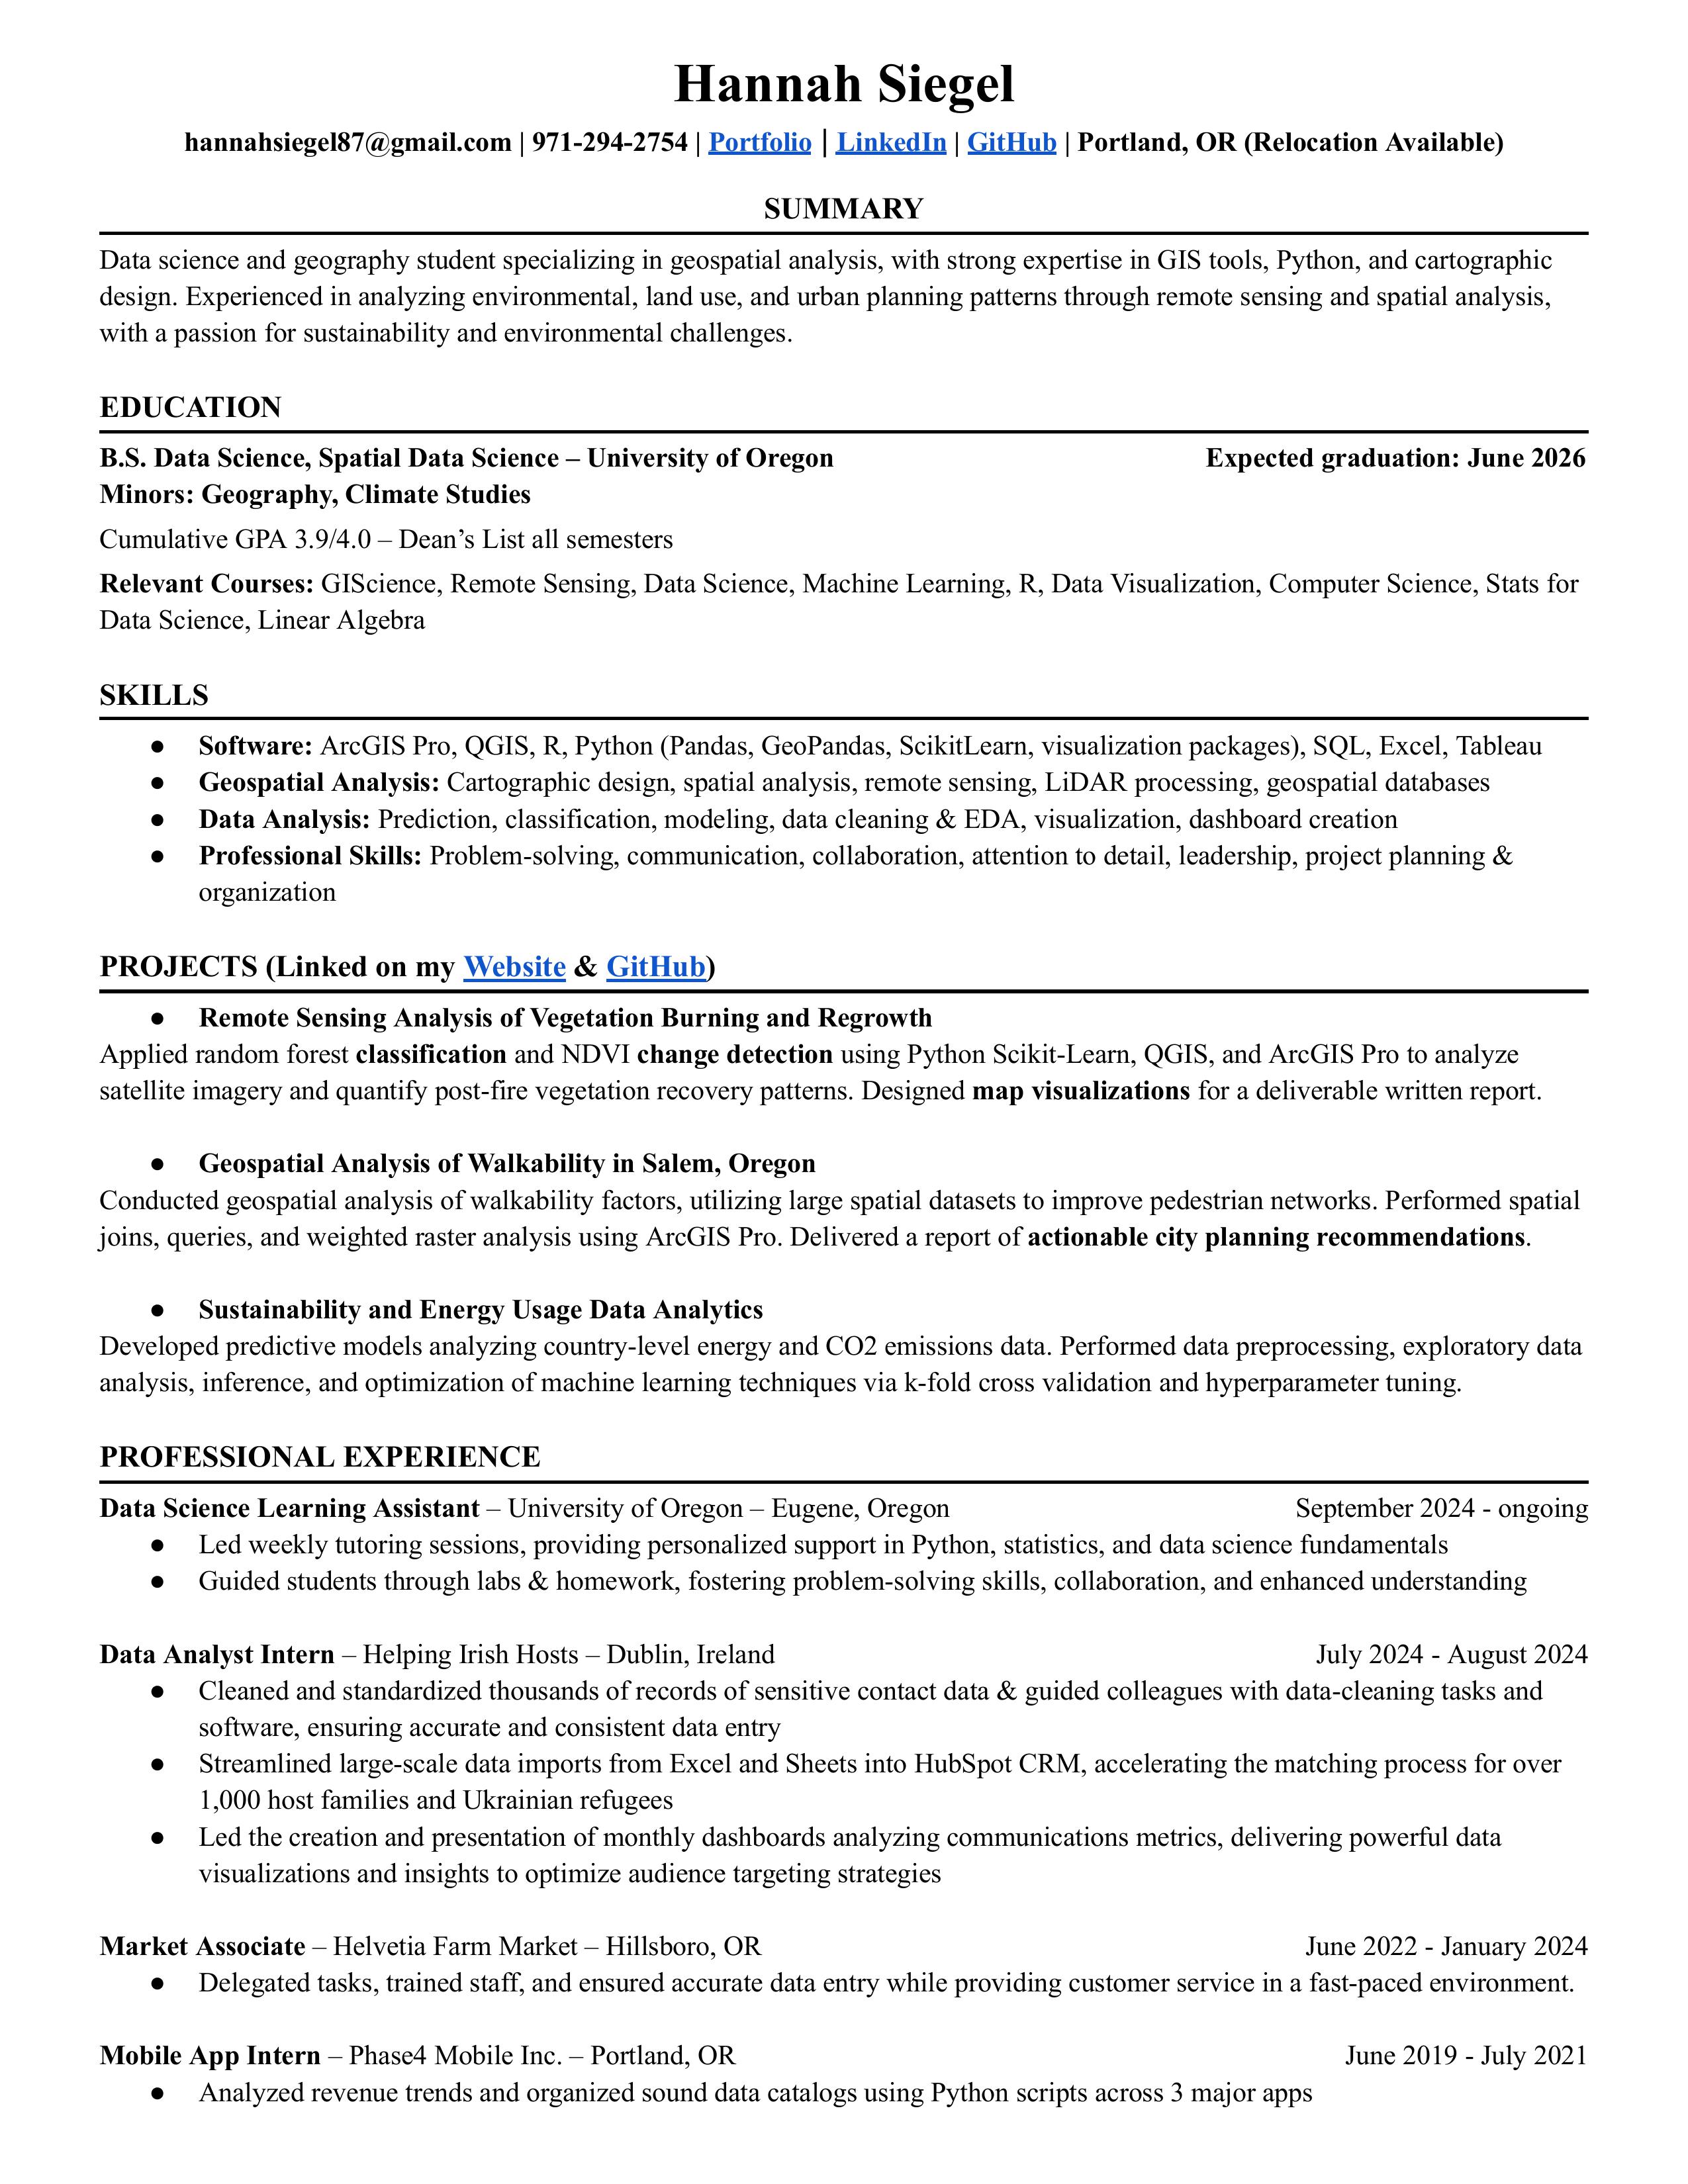 Hannah Siegel
hannahsiegel87@gmail.com | 971-294-2754 | Portfolio | LinkedIn | GitHub | Portland, OR (Relocation Available)
SUMMARY
Data science and geography student specializing in geospatial analysis, with strong expertise in GIS tools, Python, and cartographic
design. Experienced in analyzing environmental, land use, and urban planning patterns through remote sensing and spatial analysis,
with a passion for sustainability and environmental challenges.
EDUCATION
B.S. Data Science, Spatial Data Science – University of Oregon Expected graduation: June 2026
Minors: Geography, Climate Studies
Cumulative GPA 3.9/4.0 – Dean’s List all semesters
Relevant Courses: GIScience, Remote Sensing, Data Science, Machine Learning, R, Data Visualization, Computer Science, Stats for
Data Science, Linear Algebra
SKILLS
● Software: ArcGIS Pro, QGIS, R, Python (Pandas, GeoPandas, ScikitLearn, visualization packages), SQL, Excel, Tableau
● Geospatial Analysis: Cartographic design, spatial analysis, remote sensing, LiDAR processing, geospatial databases
● Data Analysis: Prediction, classification, modeling, data cleaning & EDA, visualization, dashboard creation
● Professional Skills: Problem-solving, communication, collaboration, attention to detail, leadership, project planning &
organization
PROJECTS (Linked on my Website & GitHub)
● Remote Sensing Analysis of Vegetation Burning and Regrowth
Applied random forest classification and NDVI change detection using Python Scikit-Learn, QGIS, and ArcGIS Pro to analyze
satellite imagery and quantify post-fire vegetation recovery patterns. Designed map visualizations for a deliverable written report.
● Geospatial Analysis of Walkability in Salem, Oregon
Conducted geospatial analysis of walkability factors, utilizing large spatial datasets to improve pedestrian networks. Performed spatial
joins, queries, and weighted raster analysis using ArcGIS Pro. Delivered a report of actionable city planning recommendations.
● Sustainability and Energy Usage Data Analytics
Developed predictive models analyzing country-level energy and CO2 emissions data. Performed data preprocessing, exploratory data
analysis, inference, and optimization of machine learning techniques via k-fold cross validation and hyperparameter tuning.
PROFESSIONAL EXPERIENCE
Data Science Learning Assistant – University of Oregon – Eugene, Oregon September 2024 - ongoing
● Led weekly tutoring sessions, providing personalized support in Python, statistics, and data science fundamentals
● Guided students through labs & homework, fostering problem-solving skills, collaboration, and enhanced understanding
Data Analyst Intern – Helping Irish Hosts – Dublin, Ireland July 2024 - August 2024
● Cleaned and standardized thousands of records of sensitive contact data & guided colleagues with data-cleaning tasks and
software, ensuring accurate and consistent data entry
● Streamlined large-scale data imports from Excel and Sheets into HubSpot CRM, accelerating the matching process for over
1,000 host families and Ukrainian refugees
● Led the creation and presentation of monthly dashboards analyzing communications metrics, delivering powerful data
visualizations and insights to optimize audience targeting strategies
Market Associate – Helvetia Farm Market – Hillsboro, OR June 2022 - January 2024
● Delegated tasks, trained staff, and ensured accurate data entry while providing customer service in a fast-paced environment.
Mobile App Intern – Phase4 Mobile Inc. – Portland, OR June 2019 - July 2021
● Analyzed revenue trends and organized sound data catalogs using Python scripts across 3 major apps